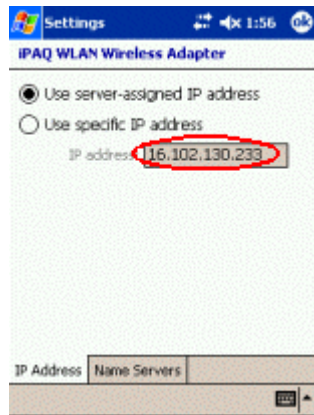 Settings 1:56 ok
iPAQ WLAN Wireless Adapter
Use server-assigned IP address
Use specific IP address
IP address: 16.102.130.233
IP Address Name Servers